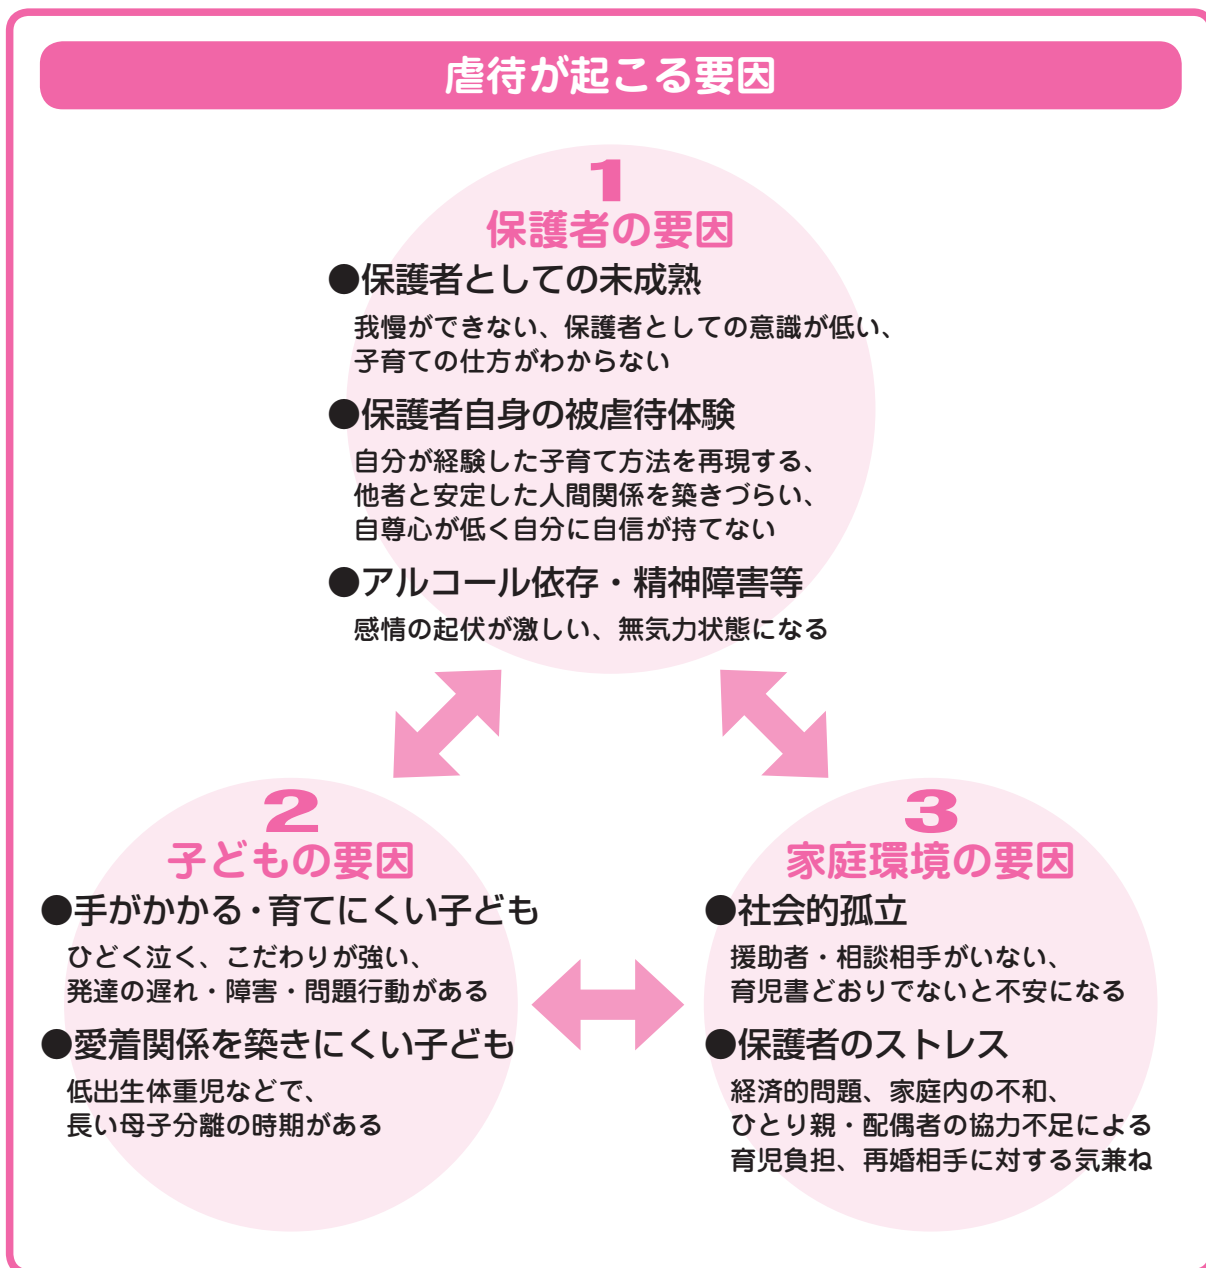 虐待が起こる要因
1
保護者の要因
●保護者としての未成熟
我慢ができない、保護者としての意識が低い、
子育ての仕方がわからない
●保護者自身の被虐待体験
自分が経験した子育て方法を再現する、
他者と安定した人間関係を築きづらい、
自尊心が低く自分に自信が持てない
●アルコール依存・精神障害等
感情の起伏が激しい、無気力状態になる
2
子どもの要因
●手がかかる・育てにくい子ども
ひどく泣く、こだわりが強い、
発達の遅れ・障害・問題行動がある
●愛着関係を築きにくい子ども
低出生体重児などで、
長い母子分離の時期がある
3
家庭環境の要因
●社会的孤立
援助者・相談相手がいない、
育児書どおりでないと不安になる
●保護者のストレス
経済的問題、家庭内の不和、
ひとり親・配偶者の協力不足による
育児負担、再婚相手に対する気兼ね